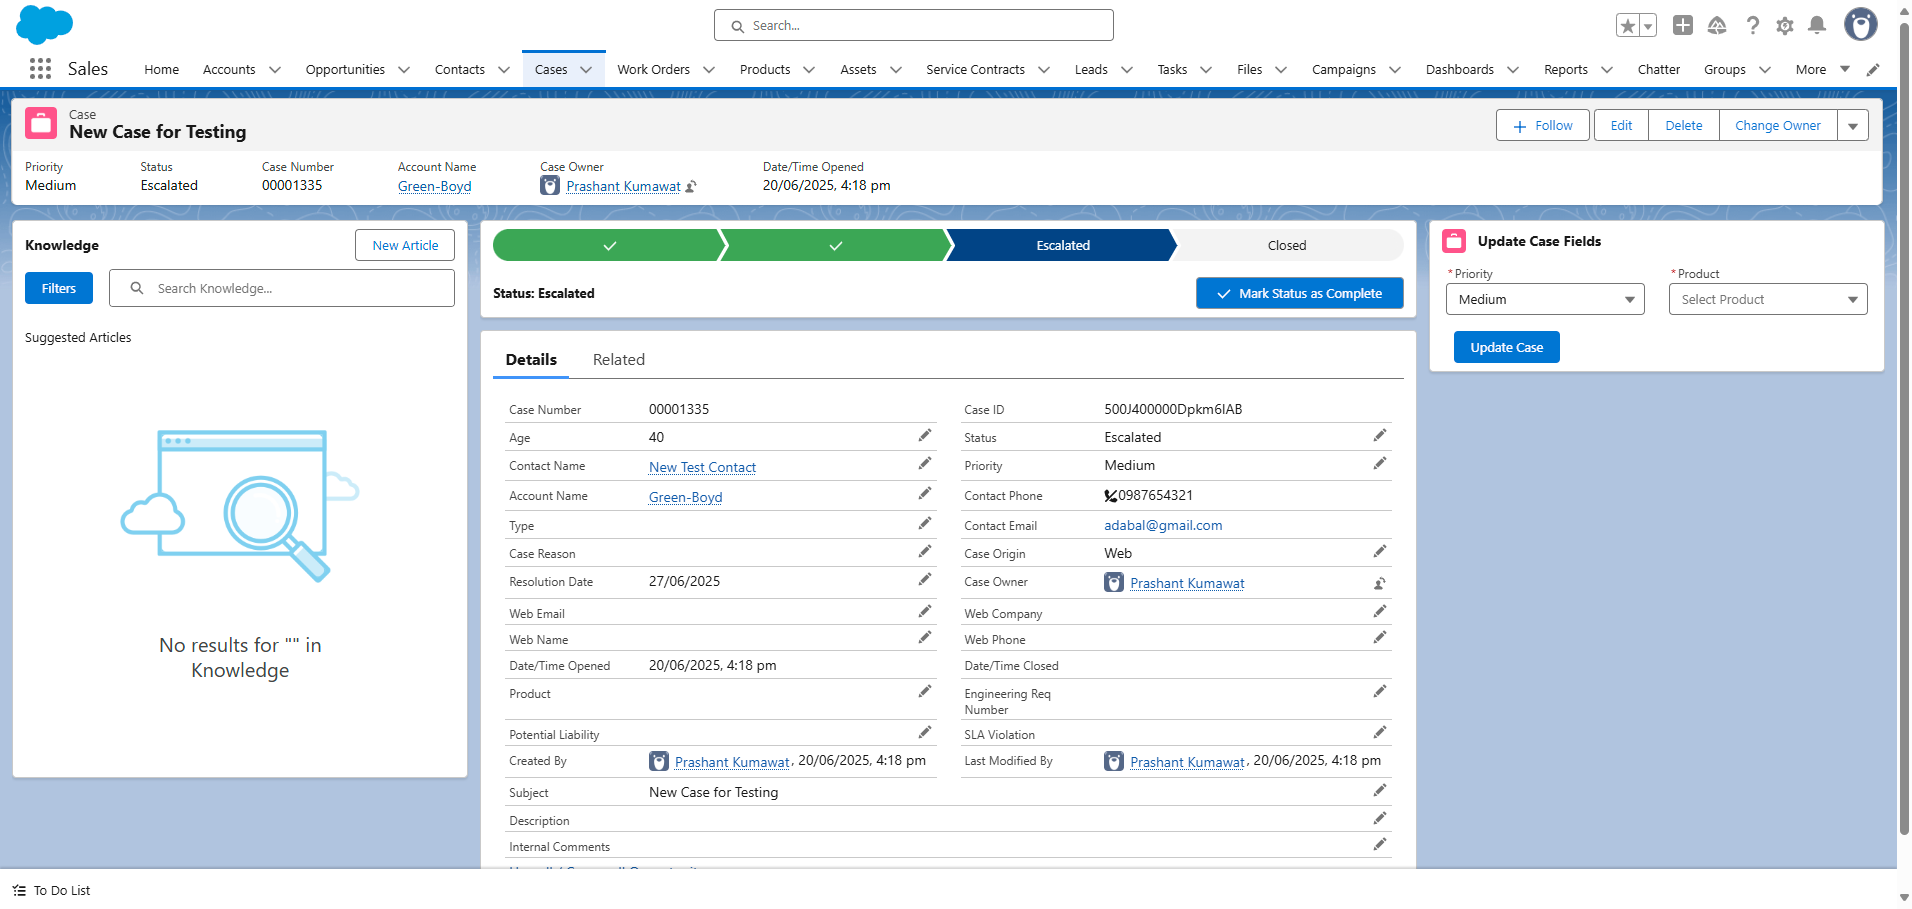 Search...
Sales
Home
Accounts
Opportunities
Contacts
Cases
Work Orders
Products
Assets
Service Contracts
Leads
Tasks
Files
Campaigns
Dashboards
Reports
Chatter
Groups
More
Case
New Case for Testing
Follow
Edit
Delete
Change Owner
Priority
Medium
Status
Escalated
Case Number
00001335
Account Name
Green-Boyd
Case Owner
Prashant Kumawat
Date/Time Opened
20/06/2025, 4:18 pm
Knowledge
New Article
Filters
Search Knowledge...
Suggested Articles
No results for "" in
Knowledge
Escalated
Closed
Status: Escalated
Mark Status as Complete
Details
Related
Case Number 00001335
Case ID 500J400000Dpkm6IAB
Age 40
Status Escalated
Contact Name New Test Contact
Priority Medium
Account Name Green-Boyd
Contact Phone 0987654321
Type
Contact Email adabal@gmail.com
Case Reason
Case Origin Web
Resolution Date 27/06/2025
Case Owner Prashant Kumawat
Web Email
Web Company
Web Name
Web Phone
Date/Time Opened 20/06/2025, 4:18 pm
Date/Time Closed
Product
Engineering Req
Number
Potential Liability
SLA Violation
Created By Prashant Kumawat, 20/06/2025, 4:18 pm
Last Modified By Prashant Kumawat, 20/06/2025, 4:18 pm
Subject New Case for Testing
Description
Internal Comments
Update Case Fields
*Priority
Medium
*Product
Select Product
Update Case
To Do List